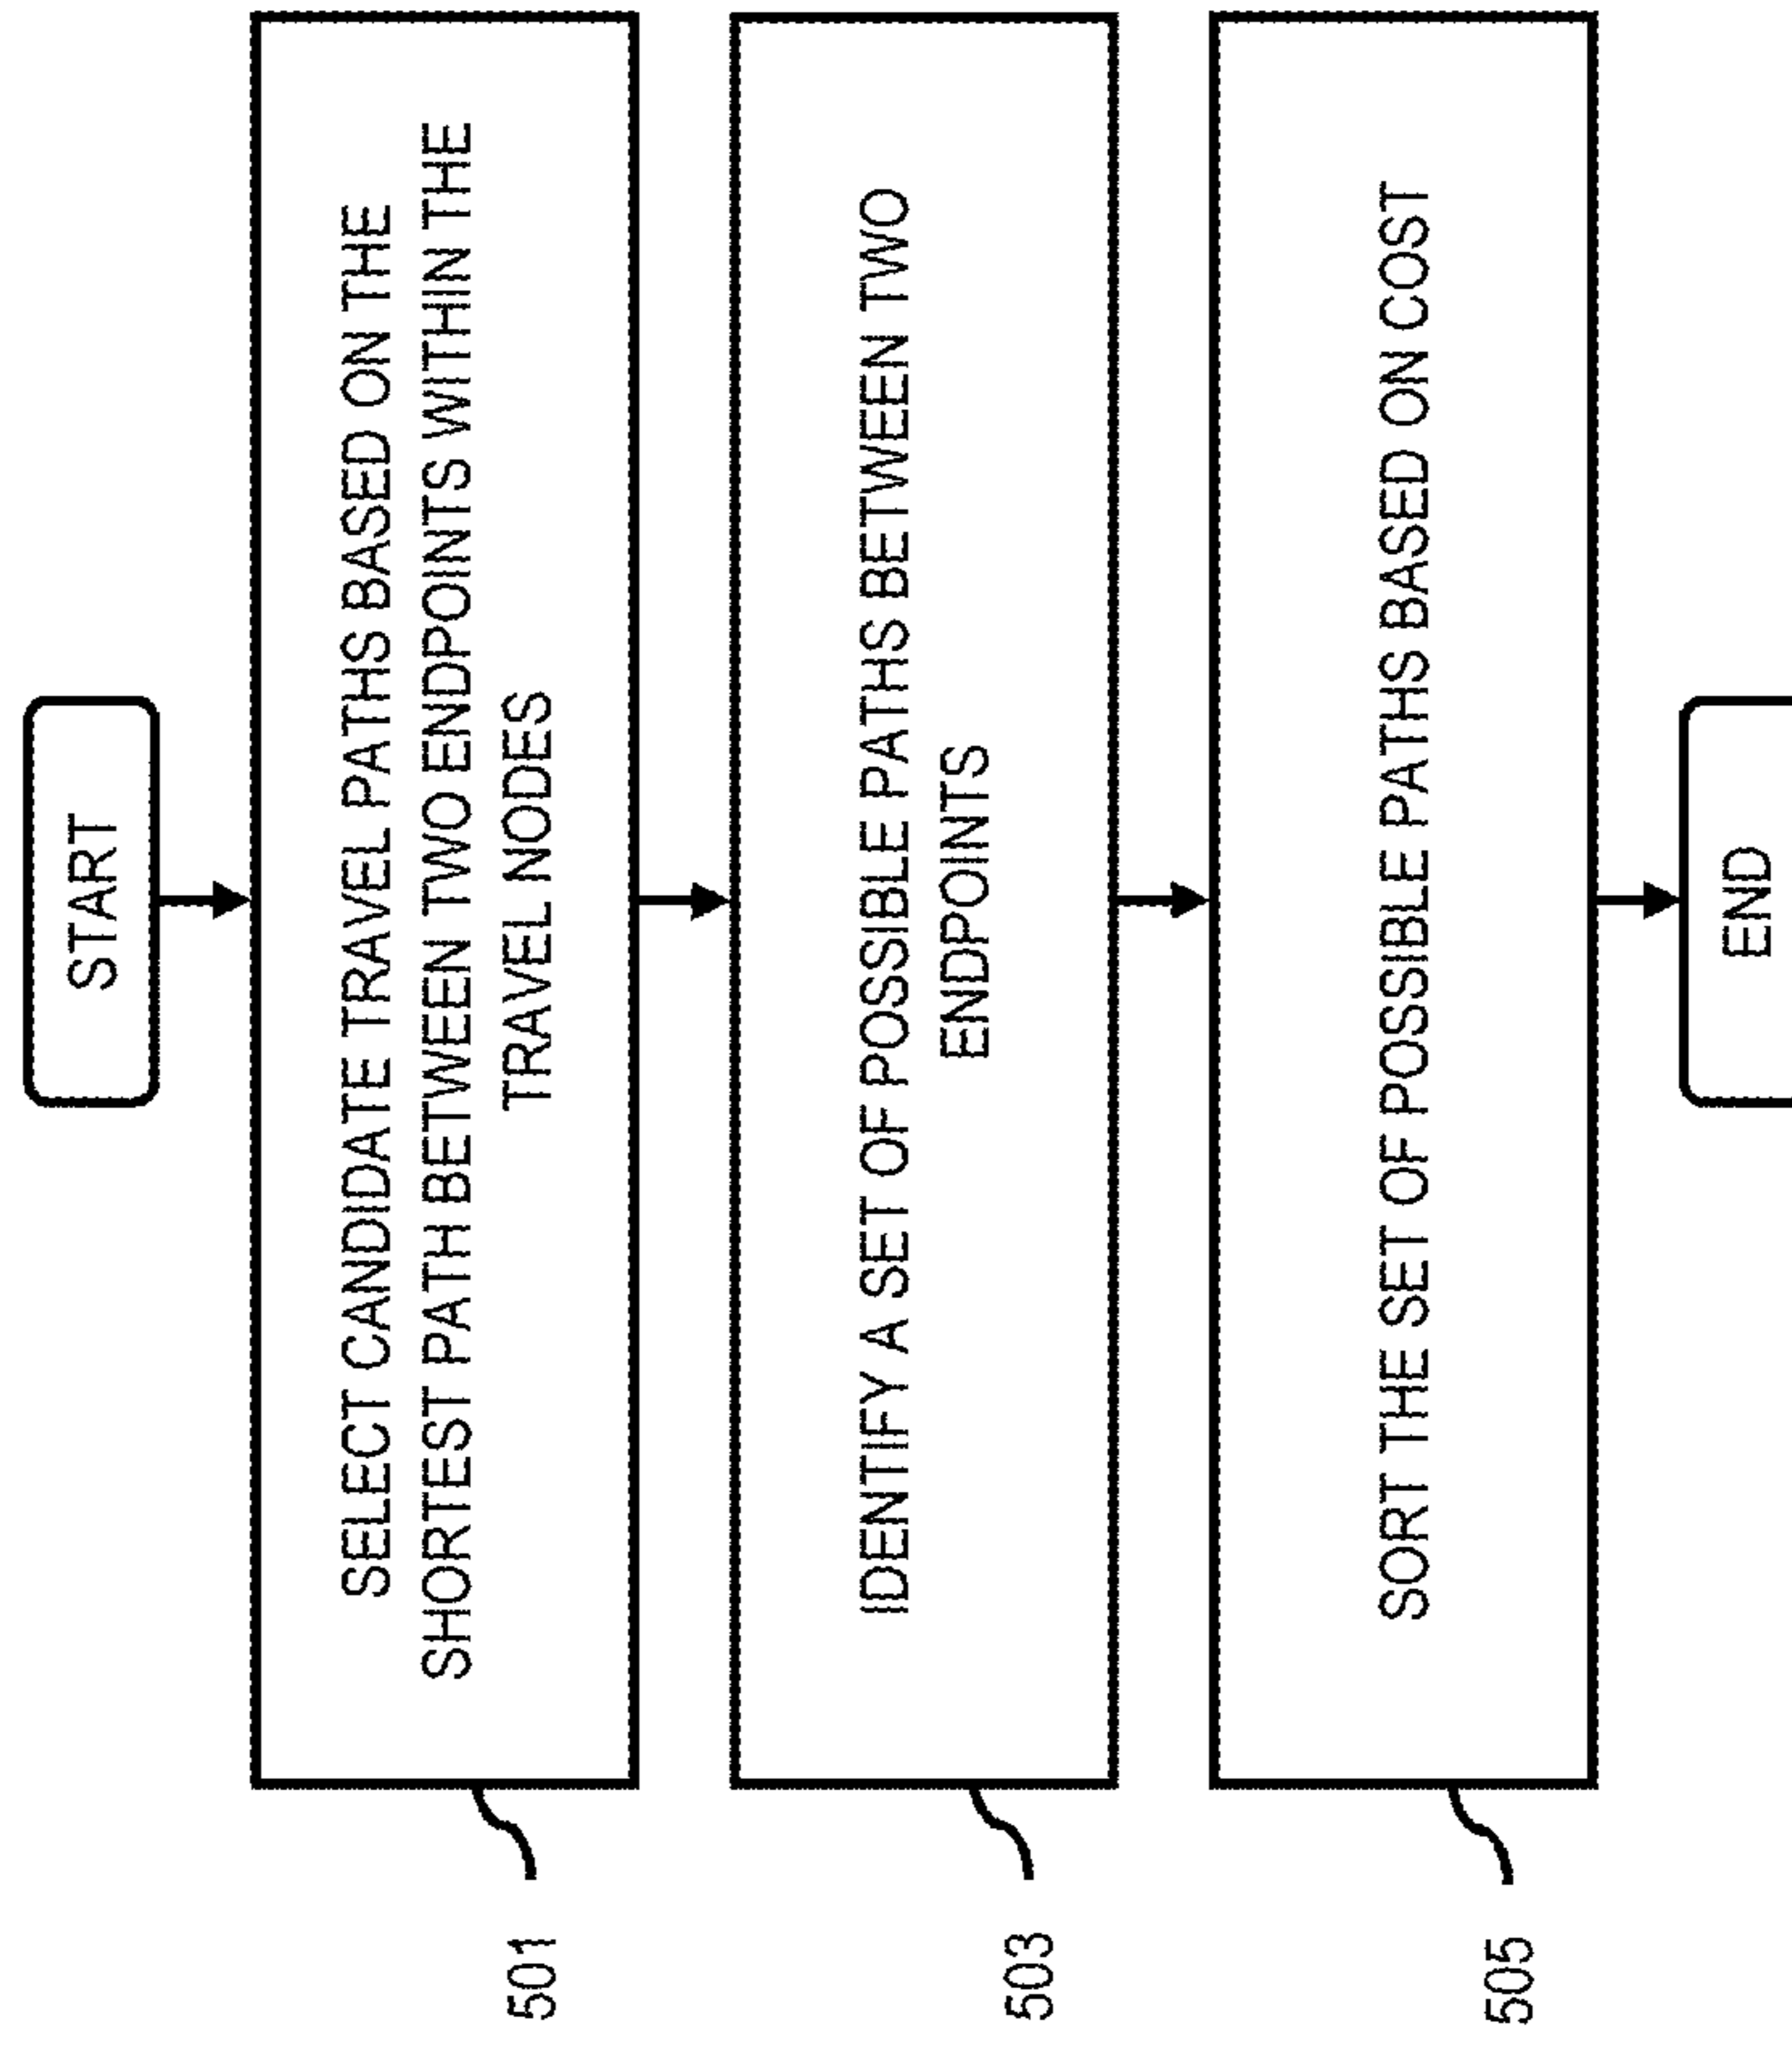 START
SELECT CANDIDATE TRAVEL PATHS BASED ON THE
SHORTEST PATH BETWEEN TWO ENDPOINTS WITHIN THE
TRAVEL NODES
501
IDENTIFY A SET OF POSSIBLE PATHS BETWEEN TWO
ENDPOINTS
503
SORT THE SET OF POSSIBLE PATHS BASED ON COST
505
END